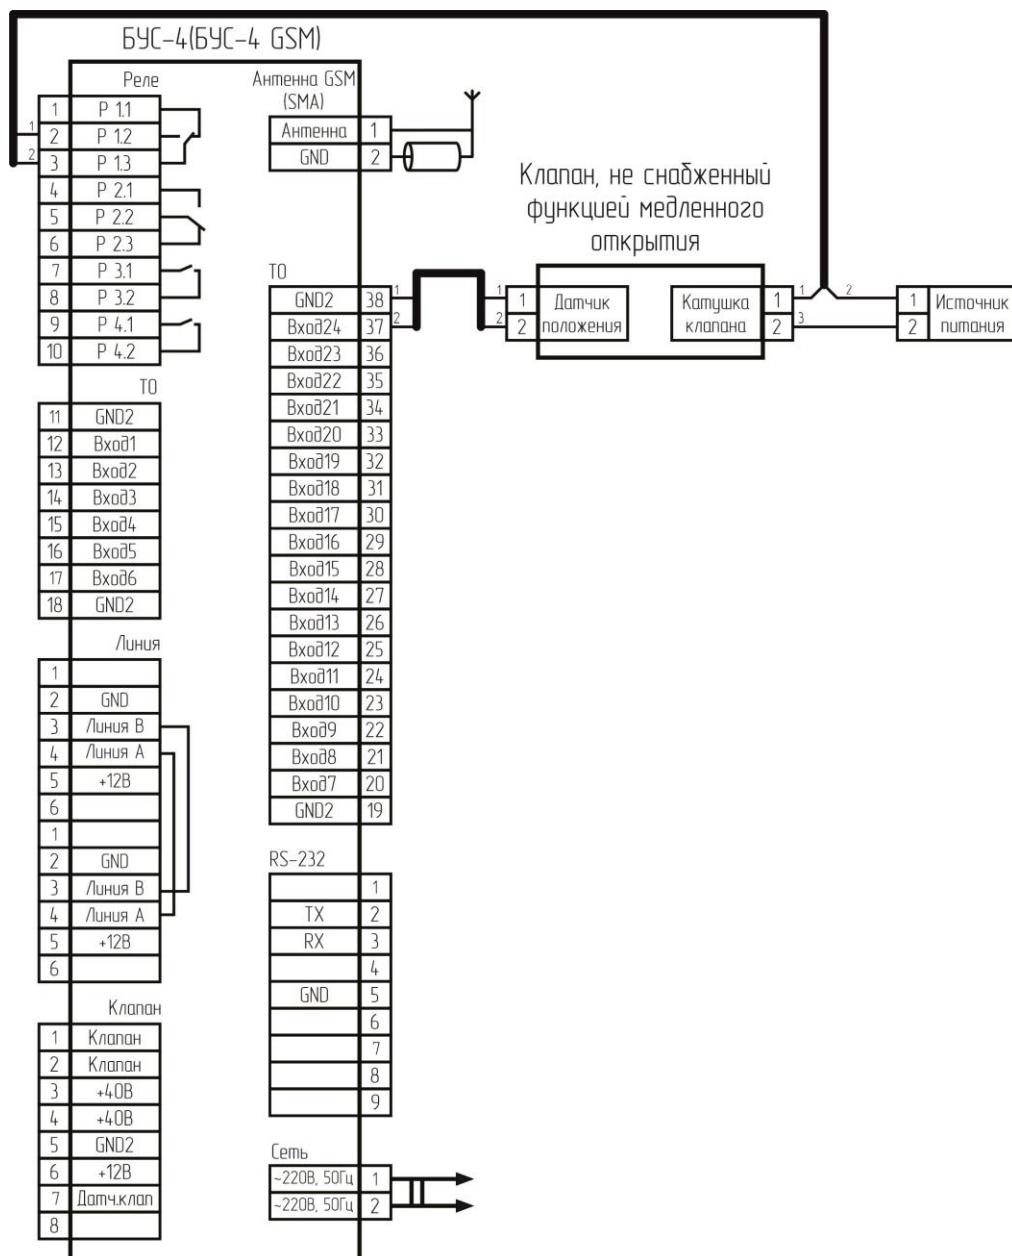 БУС-4(БУС-4 GSM)
Реле
1 Р 1.1
1 2 Р 1.2
2 3 Р 1.3
4 Р 2.1
5 Р 2.2
6 Р 2.3
7 Р 3.1
8 Р 3.2
9 Р 4.1
10 Р 4.2
ТО
11 GND2
12 Вход1
13 Вход2
14 Вход3
15 Вход4
16 Вход5
17 Вход6
18 GND2
Линия
1
2 GND
3 Линия В
4 Линия А
5 +12В
6
1
2 GND
3 Линия В
4 Линия А
5 +12В
6
Клапан
1 Клапан
2 Клапан
3 +40В
4 +40В
5 GND2
6 +12В
7 Датч.клап
8
Антенна GSM
(SMA)
Антенна 1
GND 2
ТО
GND2 38 1
Вход24 37 2
Вход23 36
Вход22 35
Вход21 34
Вход20 33
Вход19 32
Вход18 31
Вход17 30
Вход16 29
Вход15 28
Вход14 27
Вход13 26
Вход12 25
Вход11 24
Вход10 23
Вход9 22
Вход8 21
Вход7 20
GND2 19
RS-232
1
TX 2
RX 3
4
GND 5
6
7
8
9
Сеть
~220В, 50Гц 1
~220В, 50Гц 2
Клапан, не снабженный
функцией медленного
открытия
1 1 Датчик
2 2 положения
Катушка 1 1 2
клапана 2 3
1 Источник
2 питания